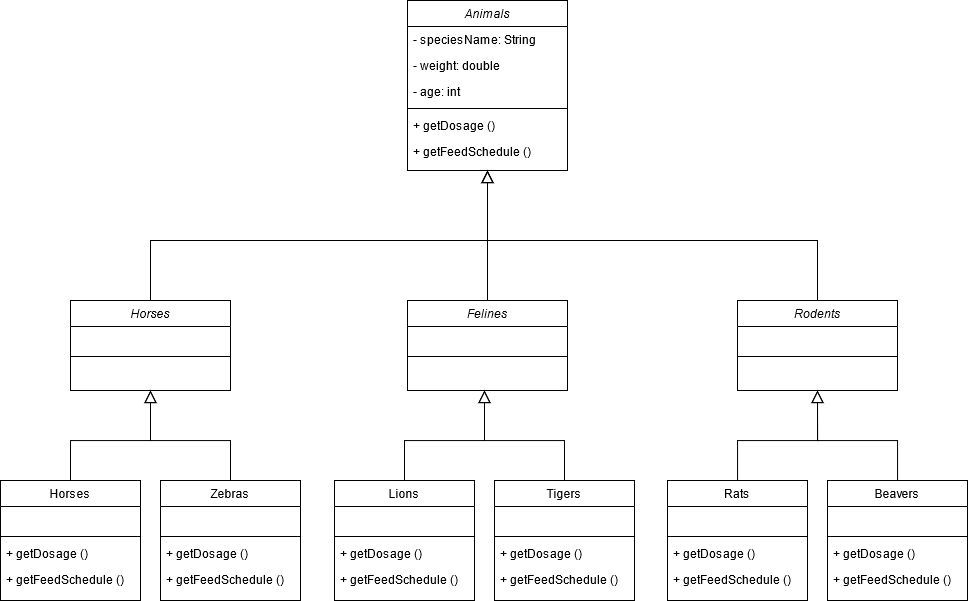 Animals
- speciesName: String
- weight: double
- age: int
+ getDosage ()
+ getFeedSchedule ()
Horses
Felines
Rodents
Horses
+ getDosage ()
+ getFeedSchedule ()
Zebras
+ getDosage ()
+ getFeedSchedule ()
Lions
+ getDosage ()
+ getFeedSchedule ()
Tigers
+ getDosage ()
+ getFeedSchedule ()
Rats
+ getDosage ()
+ getFeedSchedule ()
Beavers
+ getDosage ()
+ getFeedSchedule ()